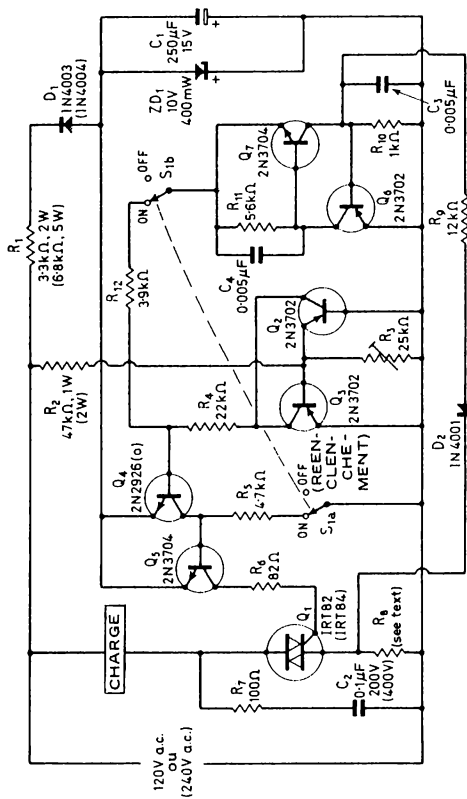 120V a.c.
ou
(240V a.c.)
CHARGE
R7
100Ω
C2
0·1μF
200V
(400V)
Q1
IRT82
(IRT84)
R8
(see text)
R6
82Ω
Q5
2N3704
Q4
2N2926(o)
R5
4·7kΩ
ON
OFF
S1a
(REEN-
CLEN-
CHE-
MENT)
R2
47kΩ, 1W
(2W)
R1
3·3kΩ, 2W
(6·8kΩ, 5W)
D1
1N4003
(1N4004)
R4
22kΩ
R12
3·9kΩ
Q3
2N3702
Q2
2N3702
R3
25kΩ
ON
OFF
S1b
C4
0·005μF
R11
5·6kΩ
Q7
2N3704
Q6
2N3702
R10
1kΩ
C3
0·005μF
ZD1
10V
400mW
+
C1
250μF
15V
+
D2
1N4001
R9
12kΩ